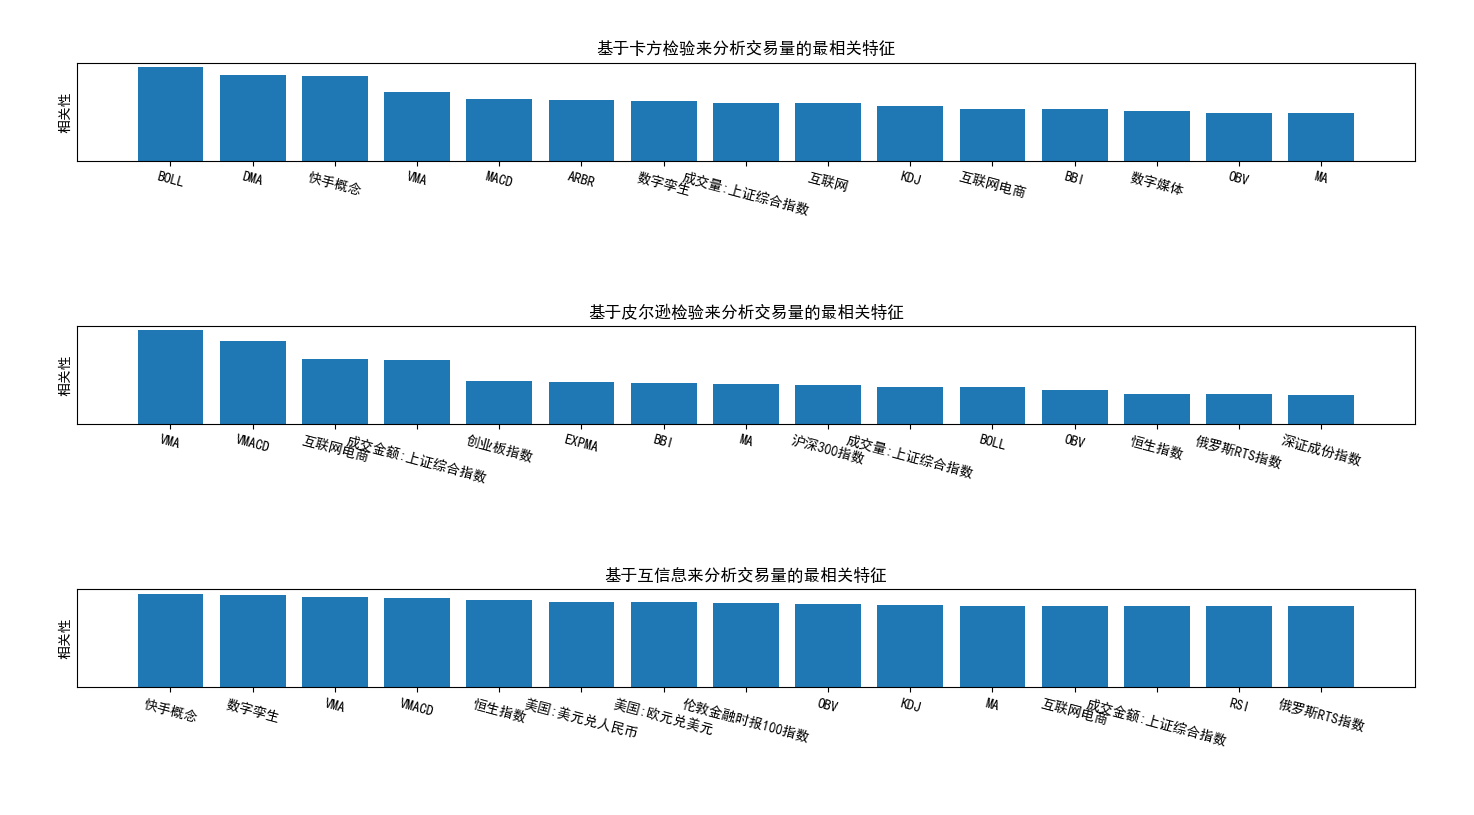 基于卡方检验来分析交易量的最相关特征
相关性
BOLL
DMA
快手概念
VMA
MACD
ARBR
数字孪生
成交量:上证综合指数
互联网
KDJ
互联网电商
BBI
数字媒体
OBV
MA
基于皮尔逊检验来分析交易量的最相关特征
相关性
VMA
VMACD
互联网电商
成交金额:上证综合指数
创业板指数
EXPMA
BBI
MA
沪深300指数
成交量:上证综合指数
BOLL
OBV
恒生指数
俄罗斯RTS指数
深证成份指数
基于互信息来分析交易量的最相关特征
相关性
快手概念
数字孪生
VMA
VMACD
恒生指数
美国:美元兑人民币
美国:欧元兑美元
伦敦金融时报100指数
OBV
KDJ
MA
互联网电商
成交金额:上证综合指数
RSI
俄罗斯RTS指数